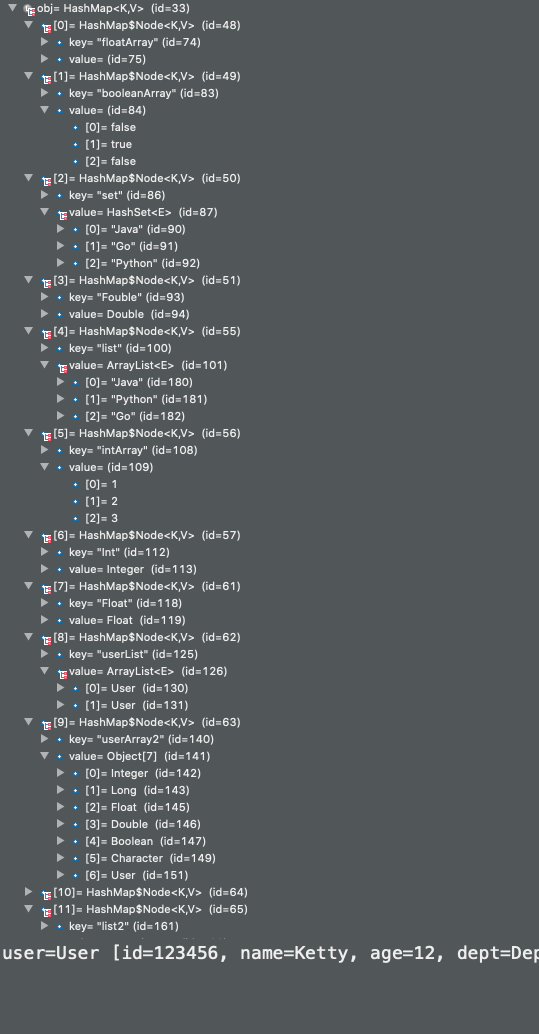 obj= HashMap<K,V> (id=33)
[0]= HashMap$Node<K,V> (id=48)
key= "floatArray" (id=74)
value= (id=75)
[1]= HashMap$Node<K,V> (id=49)
key= "booleanArray" (id=83)
value= (id=84)
[0]= false
[1]= true
[2]= false
[2]= HashMap$Node<K,V> (id=50)
key= "set" (id=86)
value= HashSet<E> (id=87)
[0]= "Java" (id=90)
[1]= "Go" (id=91)
[2]= "Python" (id=92)
[3]= HashMap$Node<K,V> (id=51)
key= "Fouble" (id=93)
value= Double (id=94)
[4]= HashMap$Node<K,V> (id=55)
key= "list" (id=100)
value= ArrayList<E> (id=101)
[0]= "Java" (id=180)
[1]= "Python" (id=181)
[2]= "Go" (id=182)
[5]= HashMap$Node<K,V> (id=56)
key= "intArray" (id=108)
value= (id=109)
[0]= 1
[1]= 2
[2]= 3
[6]= HashMap$Node<K,V> (id=57)
key= "Int" (id=112)
value= Integer (id=113)
[7]= HashMap$Node<K,V> (id=61)
key= "Float" (id=118)
value= Float (id=119)
[8]= HashMap$Node<K,V> (id=62)
key= "userList" (id=125)
value= ArrayList<E> (id=126)
[0]= User (id=130)
[1]= User (id=131)
[9]= HashMap$Node<K,V> (id=63)
key= "userArray2" (id=140)
value= Object[7] (id=141)
[0]= Integer (id=142)
[1]= Long (id=143)
[2]= Float (id=145)
[3]= Double (id=146)
[4]= Boolean (id=147)
[5]= Character (id=149)
[6]= User (id=151)
[10]= HashMap$Node<K,V> (id=64)
[11]= HashMap$Node<K,V> (id=65)
key= "list2" (id=161)
user=User [id=123456, name=Ketty, age=12, dept=Dep